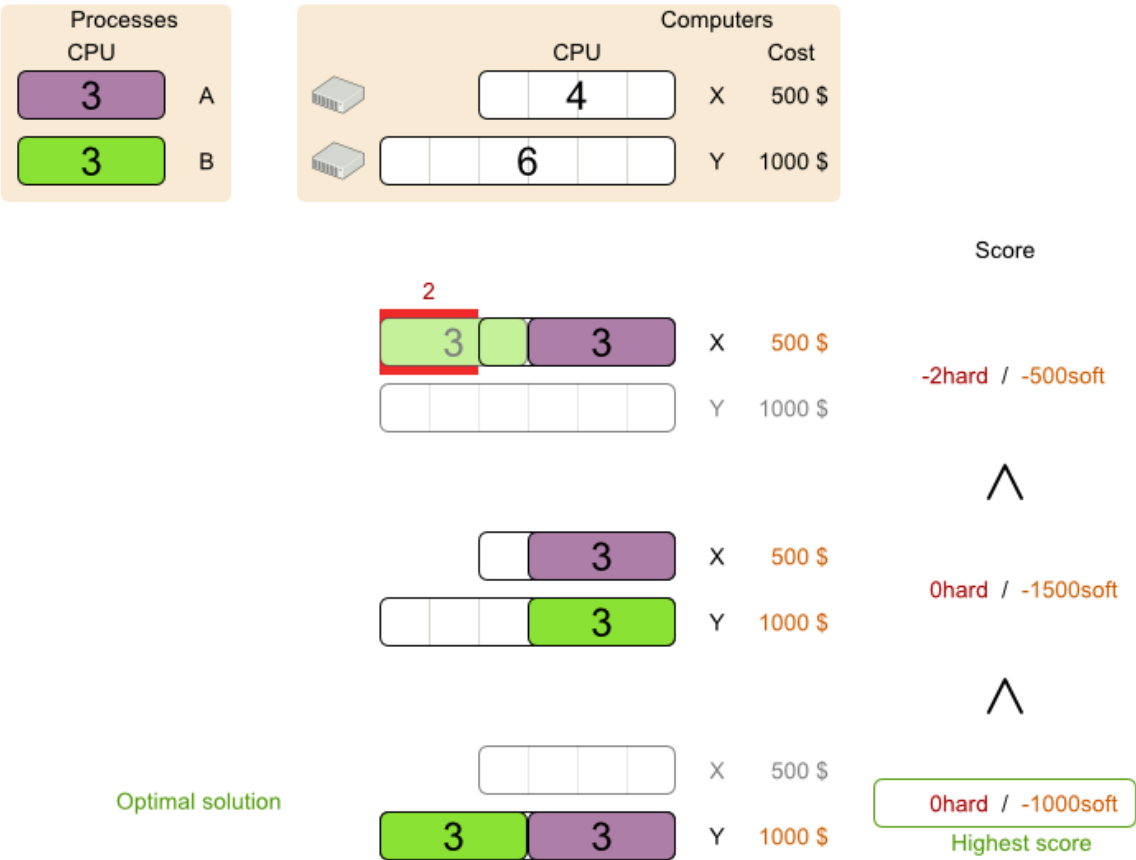 Processes
CPU
3 A
3 B
Computers
CPU Cost
4 X 500 $
6 Y 1000 $
Score
2
3 3 X 500 $
Y 1000 $
-2hard / -500soft
<
3 X 500 $
3 Y 1000 $
0hard / -1500soft
<
X 500 $
Optimal solution
3 3 Y 1000 $
0hard / -1000soft
Highest score